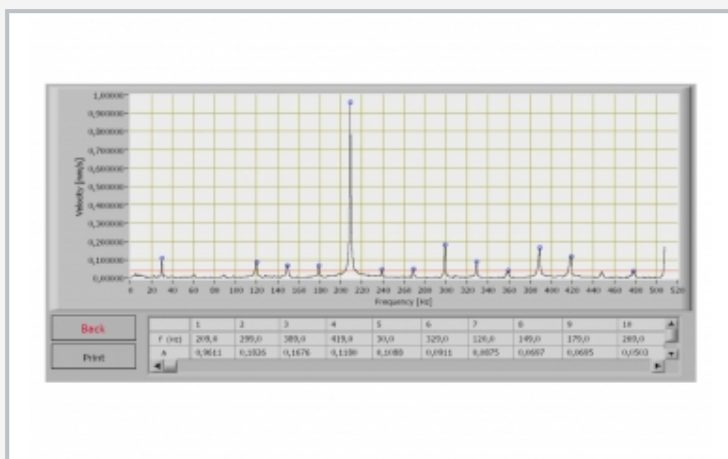 1,00000
0,900000
0,800000
0,700000
0,600000
0,500000
0,400000
0,300000
0,200000
0,100000
0,00000
Velocity [mm/s]
0 20 40 60 80 100 120 140 160 180 200 220 240 260 280 300 320 340 360 380 400 420 440 460 480 500 520
Frequency [Hz]
Back
Print
1 2 3 4 5 6 7 8 9 10
f (Hz) 209,0 299,0 389,0 419,0 30,0 329,0 120,0 149,0 179,0 269,0
A 0,9611 0,1826 0,1676 0,1180 0,1088 0,0911 0,0875 0,0697 0,0695 0,0503